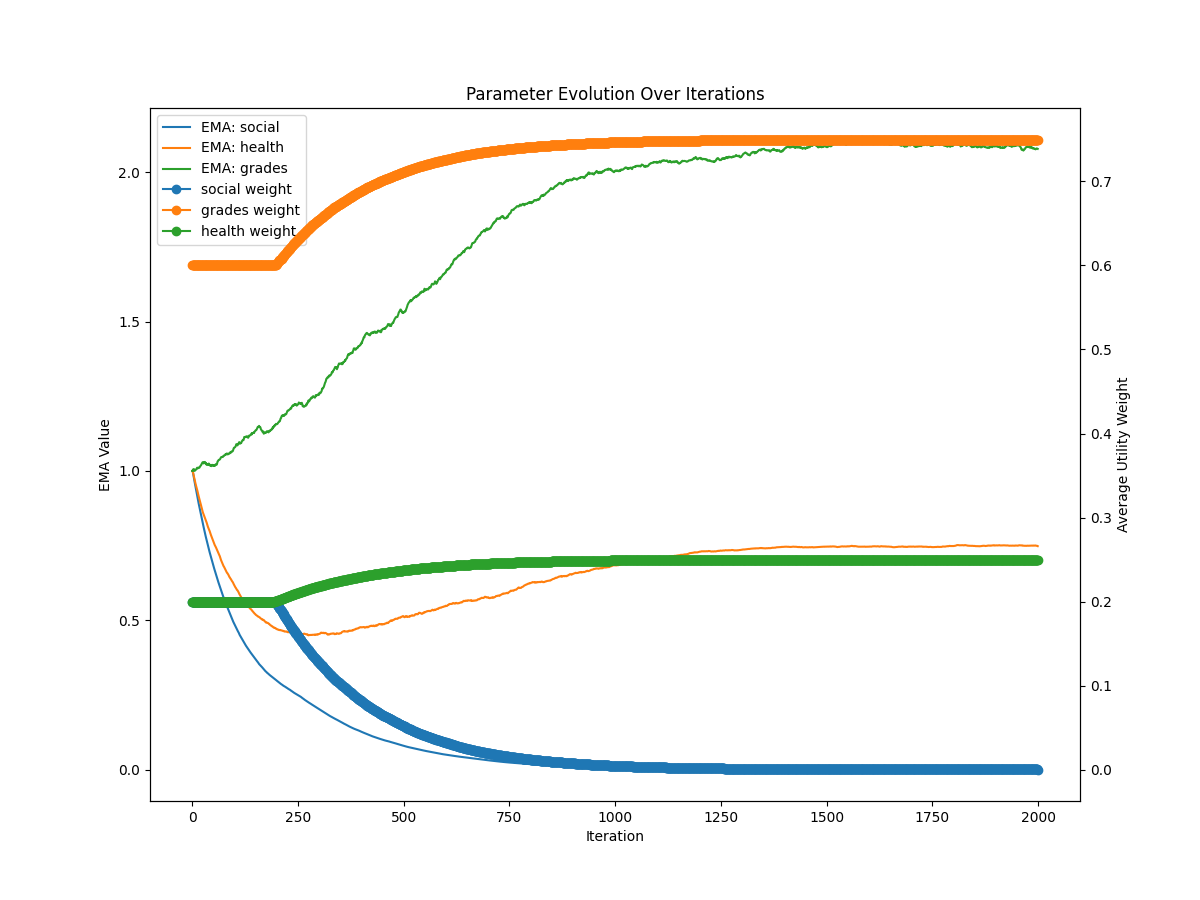 Parameter Evolution Over Iterations
EMA: social
EMA: health
EMA: grades
social weight
grades weight
health weight
EMA Value
2.0
1.5
1.0
0.5
0.0
0.7
0.6
0.5
0.4
0.3
0.2
0.1
0.0
Average Utility Weight
0 250 500 750 1000 1250 1500 1750 2000
Iteration